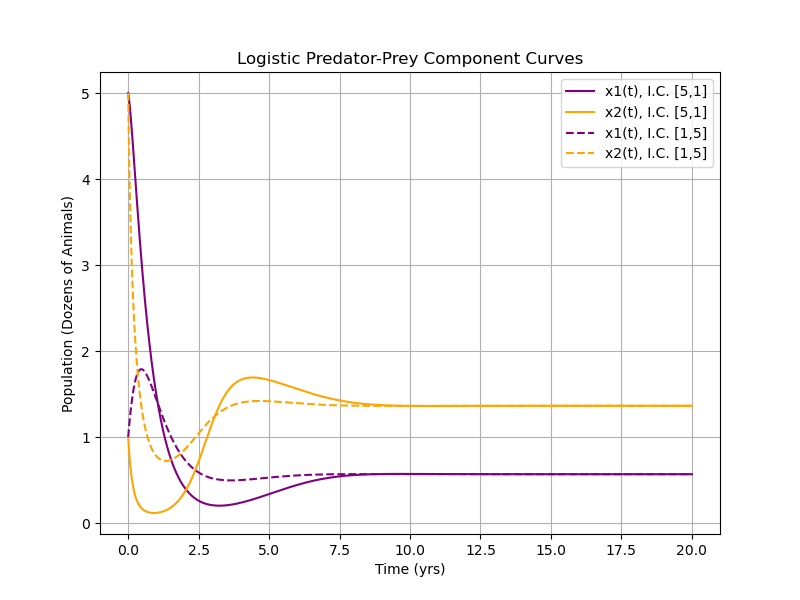 Logistic Predator-Prey Component Curves
x1(t), I.C. [5,1]
x2(t), I.C. [5,1]
x1(t), I.C. [1,5]
x2(t), I.C. [1,5]
Population (Dozens of Animals)
5
4
3
2
1
0
0.0 2.5 5.0 7.5 10.0 12.5 15.0 17.5 20.0
Time (yrs)